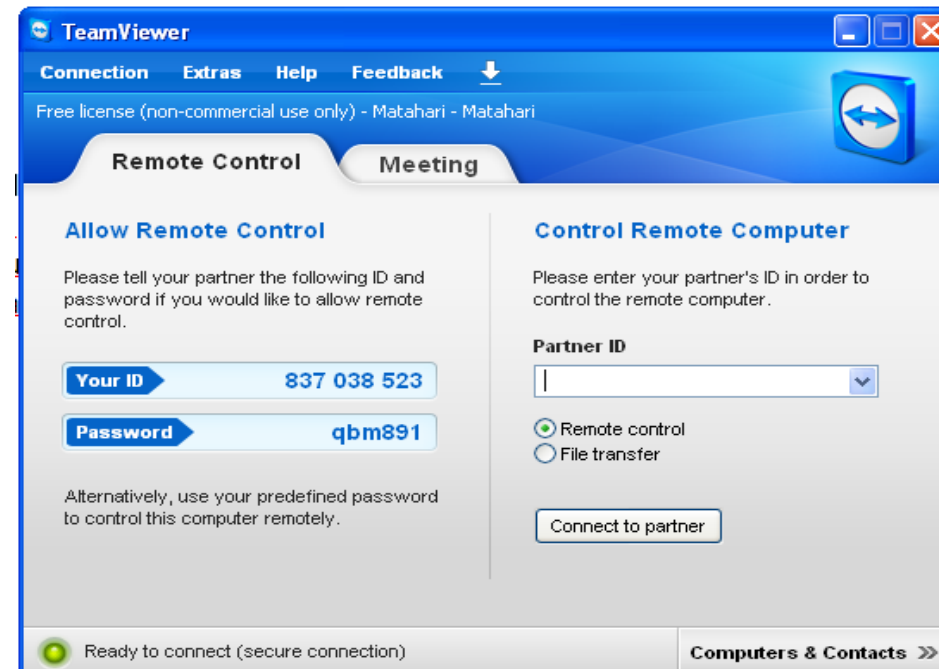 TeamViewer
Connection Extras Help Feedback
Free license (non-commercial use only) - Matahari - Matahari
Remote Control Meeting
Allow Remote Control
Please tell your partner the following ID and
password if you would like to allow remote
control.
Your ID 837 038 523
Password qbm891
Alternatively, use your predefined password
to control this computer remotely.
Control Remote Computer
Please enter your partner's ID in order to
control the remote computer.
Partner ID
Remote control
File transfer
Connect to partner
Ready to connect (secure connection)
Computers & Contacts >>